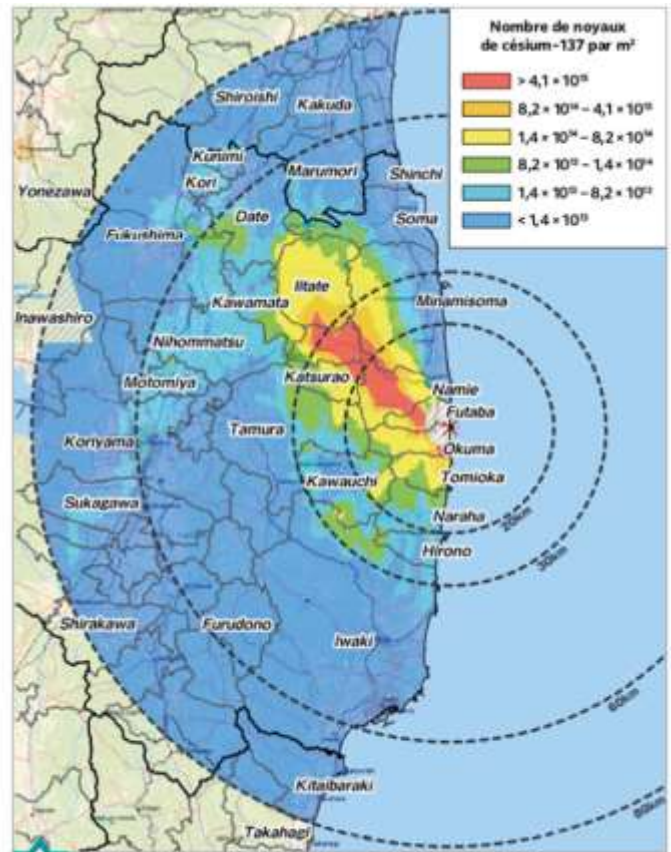 Nombre de noyaux
de césium-137 par m²
> 4,1 × 10¹⁵
8,2 × 10¹⁴ – 4,1 × 10¹⁵
1,4 × 10¹⁴ – 8,2 × 10¹⁴
8,2 × 10¹³ – 1,4 × 10¹⁴
1,4 × 10¹³ – 8,2 × 10¹³
< 1,4 × 10¹³
Shiroishi
Kakuda
Kunimi
Kori
Marumori
Shinchi
Yonezawa
Date
Soma
Fukushima
Iitate
Minamisoma
Kawamata
Inawashiro
Nihommatsu
Motomiya
Katsurao
Namie
Futaba
Tamura
Koriyama
Okuma
Kawauchi
Tomioka
Sukagawa
Naraha
20km
Hirono
30km
Shirakawa
Furudono
Iwaki
60km
80km
Kitaibaraki
Takahagi